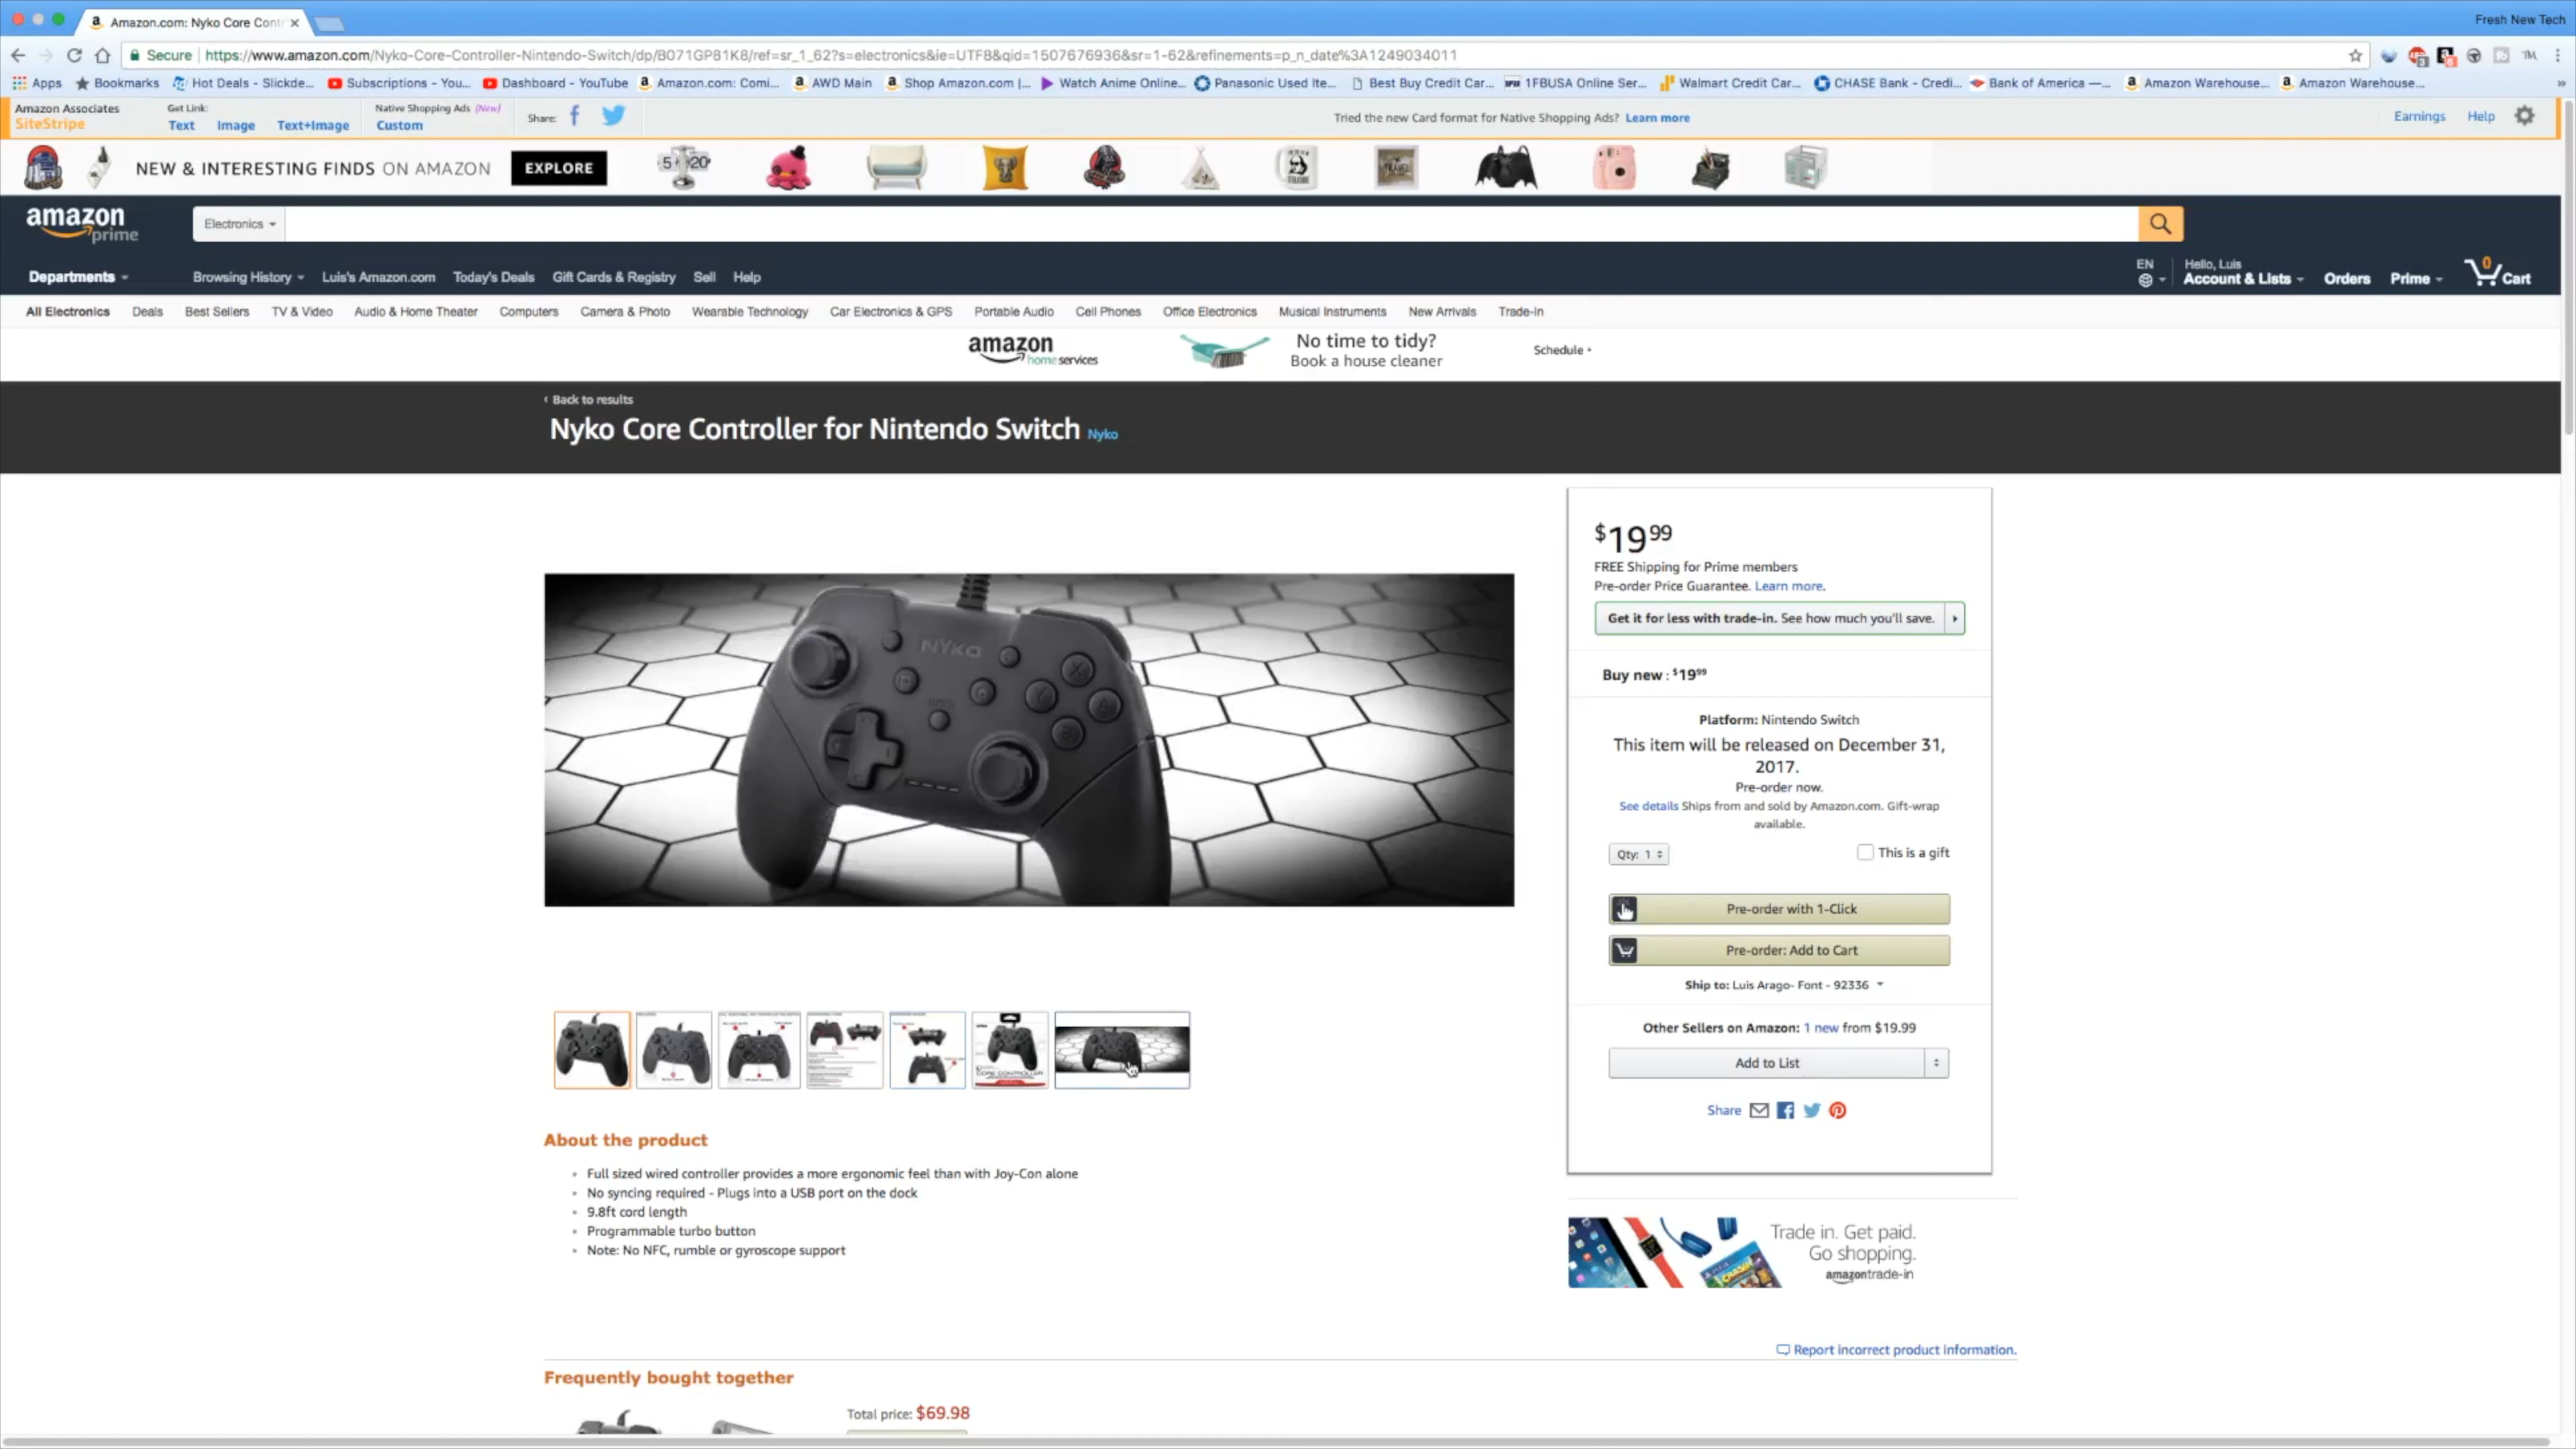 Amazon.com: Nyko Core Cont
Fresh New Tech
Secure https://www.amazon.com/Nyko-Core-Controller-Nintendo-Switch/dp/B071GP81K8/ref=sr_1_62?s=electronics&ie=UTF8&qid=1507676936&sr=1-62&refinements=p_n_date%3A1249034011
Apps Bookmarks Hot Deals - Slickde... Subscriptions - You... Dashboard - YouTube Amazon.com: Comi... AWD Main Shop Amazon.com |... Watch Anime Online... Panasonic Used Ite... Best Buy Credit Car... 1FBUSA Online Ser... Walmart Credit Car... CHASE Bank - Credi... Bank of America —... Amazon Warehouse... Amazon Warehouse...
Amazon Associates Get Link: Native Shopping Ads (New)
SiteStripe Text Image Text+Image Custom Share: Tried the new Card format for Native Shopping Ads? Learn more Earnings Help
NEW & INTERESTING FINDS ON AMAZON EXPLORE
amazon prime
Electronics
Departments Browsing History Luis's Amazon.com Today's Deals Gift Cards & Registry Sell Help
EN Hello, Luis Account & Lists Orders Prime 0 Cart
All Electronics Deals Best Sellers TV & Video Audio & Home Theater Computers Camera & Photo Wearable Technology Car Electronics & GPS Portable Audio Cell Phones Office Electronics Musical Instruments New Arrivals Trade-In
amazon home services
No time to tidy?
Book a house cleaner
Schedule
‹ Back to results
Nyko Core Controller for Nintendo Switch Nyko
NYKO
X
Y
A
B
$19.99
FREE Shipping for Prime members
Pre-order Price Guarantee. Learn more.
Get it for less with trade-in. See how much you'll save.
Buy new : $19.99
Platform: Nintendo Switch
This item will be released on December 31,
2017.
Pre-order now.
See details Ships from and sold by Amazon.com. Gift-wrap
available.
Qty: 1
This is a gift
Pre-order with 1-Click
Pre-order: Add to Cart
Ship to: Luis Arago- Font - 92336
Other Sellers on Amazon: 1 new from $19.99
Add to List
Share
CORE CONTROLLER
About the product
Full sized wired controller provides a more ergonomic feel than with Joy-Con alone
No syncing required - Plugs into a USB port on the dock
9.8ft cord length
Programmable turbo button
Note: No NFC, rumble or gyroscope support
Trade in. Get paid.
Go shopping.
amazontrade-in
Report incorrect product information.
Frequently bought together
Total price: $69.98